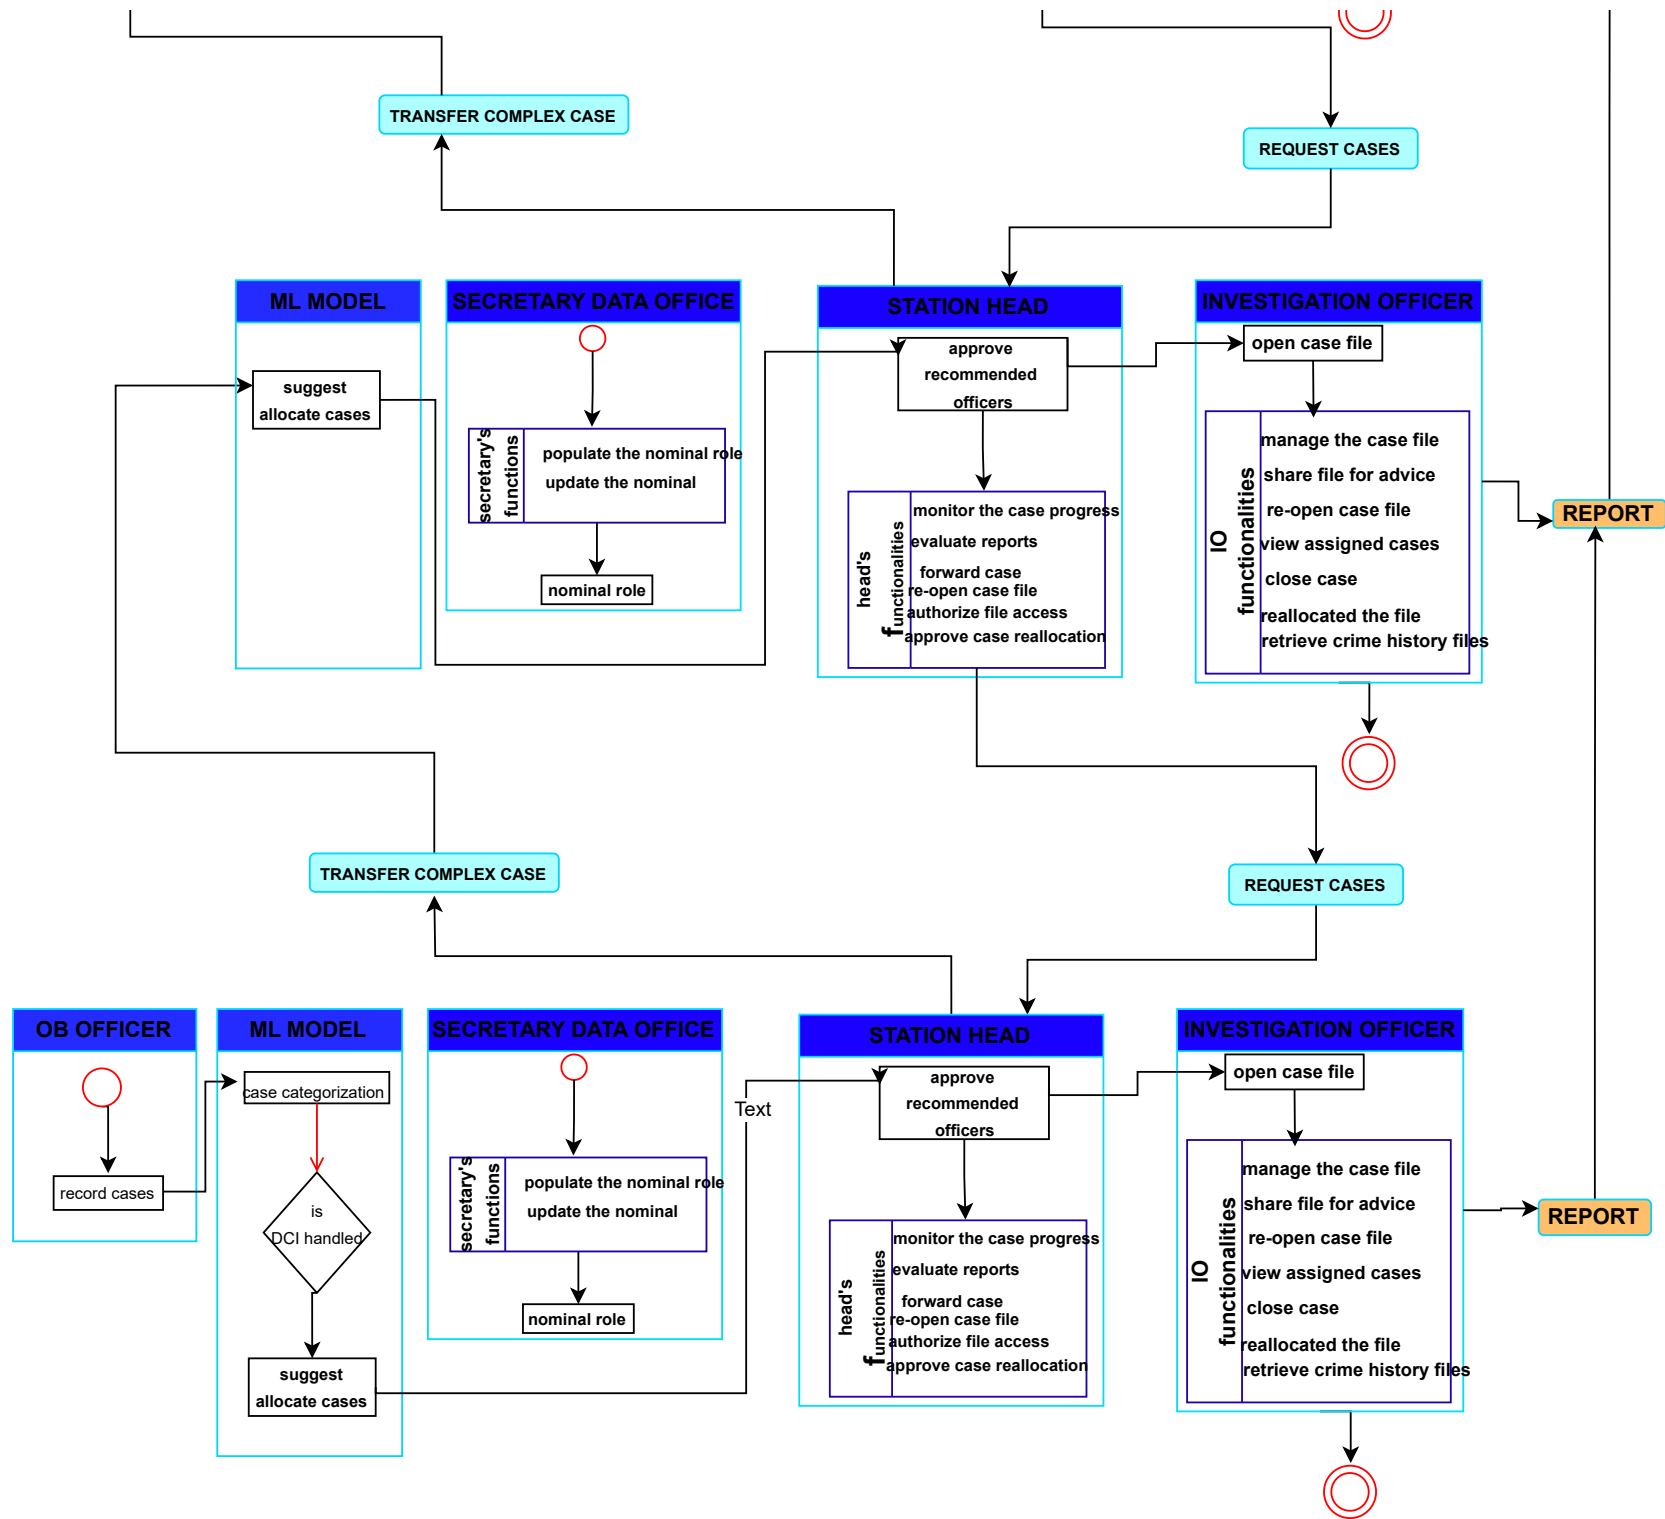 TRANSFER COMPLEX CASE
REQUEST CASES
ML MODEL
suggest
allocate cases
SECRETARY DATA OFFICE
secretary's
functions
populate the nominal role
update the nominal
nominal role
STATION HEAD
approve
recommended
officers
head's
functionalities
monitor the case progress
evaluate reports
forward case
re-open case file
authorize file access
approve case reallocation
INVESTIGATION OFFICER
open case file
IO
functionalities
manage the case file
share file for advice
re-open case file
view assigned cases
close case
reallocated the file
retrieve crime history files
REPORT
TRANSFER COMPLEX CASE
REQUEST CASES
OB OFFICER
record cases
ML MODEL
case categorization
is
DCI handled
suggest
allocate cases
SECRETARY DATA OFFICE
secretary's
functions
populate the nominal role
update the nominal
nominal role
Text
STATION HEAD
approve
recommended
officers
head's
functionalities
monitor the case progress
evaluate reports
forward case
re-open case file
authorize file access
approve case reallocation
INVESTIGATION OFFICER
open case file
IO
functionalities
manage the case file
share file for advice
re-open case file
view assigned cases
close case
reallocated the file
retrieve crime history files
REPORT